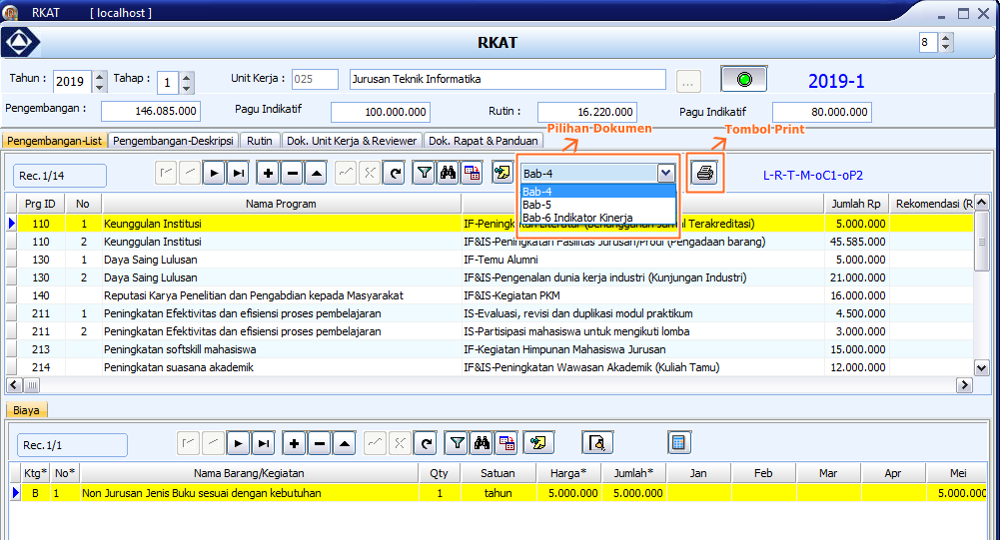 RKAT [ localhost ]
RKAT
8
Tahun : 2019 Tahap : 1 Unit Kerja : 025 Jurusan Teknik Informatika ... 2019-1
Pengembangan : 146.085.000 Pagu Indikatif 100.000.000 Rutin : 16.220.000 Pagu Indikatif 80.000.000
Pilihan Dokumen Tombol Print
Pengembangan-List Pengembangan-Deskripsi Rutin Dok. Unit Kerja & Reviewer Dok. Rapat & Panduan
Rec. 1/14 Bab-4 L-R-T-M-oC1-oP2
Bab-4
Bab-5
Bab-6 Indikator Kinerja
Prg ID No Nama Program Jumlah Rp Rekomendasi (R
110 1 Keunggulan Institusi IF-Pening 5.000.000
110 2 Keunggulan Institusi IF&IS-Peningkatan Fasilitas Jurusan/Prodi (Pengadaan barang) 45.585.000
130 1 Daya Saing Lulusan IF-Temu Alumni 5.000.000
130 2 Daya Saing Lulusan IF&IS-Pengenalan dunia kerja industri (Kunjungan Industri) 21.000.000
140 Reputasi Karya Penelitian dan Pengabdian kepada Masyarakat IF&IS-Kegiatan PKM 16.000.000
211 1 Peningkatan Efektivitas dan efisiensi proses pembelajaran IS-Evaluasi, revisi dan duplikasi modul praktikum 4.500.000
211 2 Peningkatan Efektivitas dan efisiensi proses pembelajaran IS-Partisipasi mahasiswa untuk mengikuti lomba 3.000.000
213 Peningkatan softskill mahasiswa IF-Kegiatan Himpunan Mahasiswa Jurusan 15.000.000
214 Peningkatan suasana akademik IF&IS-Peningkatan Wawasan Akademik (Kuliah Tamu) 12.000.000
Biaya
Rec. 1/1
Ktg* No* Nama Barang/Kegiatan Qty Satuan Harga* Jumlah* Jan Feb Mar Apr Mei
B 1 Non Jurusan Jenis Buku sesuai dengan kebutuhan 1 tahun 5.000.000 5.000.000 5.000.000